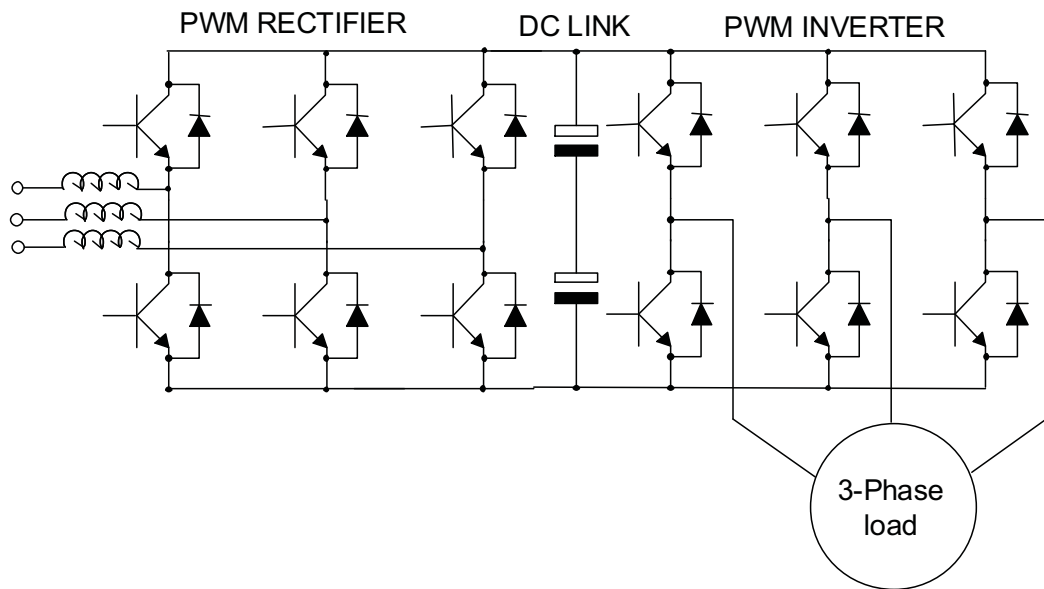 PWM RECTIFIER
DC LINK
PWM INVERTER
3-Phase
load